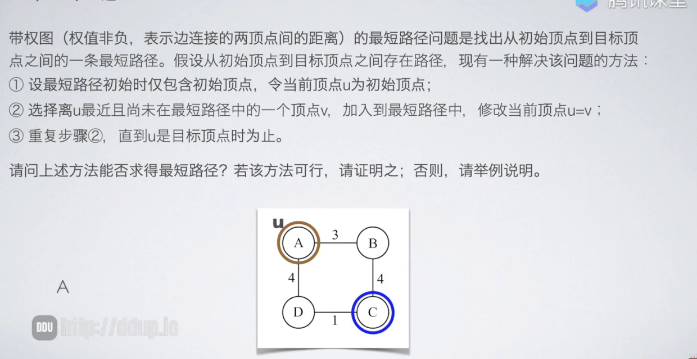 腾讯课堂
带权图（权值非负，表示边连接的两顶点间的距离）的最短路径问题是找出从初始顶点到目标顶
点之间的一条最短路径。假设从初始顶点到目标顶点之间存在路径，现有一种解决该问题的方法：
① 设最短路径初始时仅包含初始顶点，令当前顶点u为初始顶点；
② 选择离u最近且尚未在最短路径中的一个顶点v，加入到最短路径中，修改当前顶点u=v；
③ 重复步骤②，直到u是目标顶点时为止。
请问上述方法能否求得最短路径？若该方法可行，请证明之；否则，请举例说明。
u
A 3 B
4 4
D 1 C
A
DDU http://ddup.io